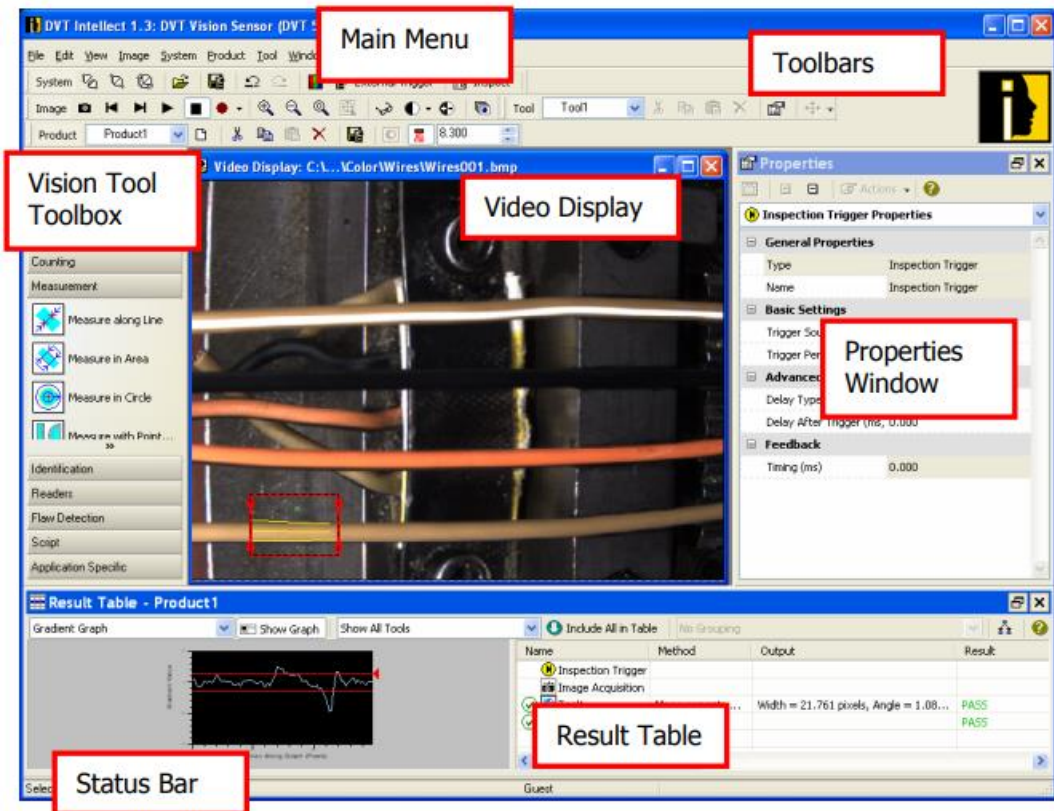 DVT Intellect 1.3: DVT Vision Sensor (DVT
Main Menu
File Edit View Image System Product Tool
Toolbars
System
Image
Tool Tool1
Product Product1 8.300
Vision Tool
Toolbox
Video Display: C:\...\Color\Wires\Wires001.bmp
Video Display
Properties
Actions
Inspection Trigger Properties
General Properties
Type Inspection Trigger
Name Inspection Trigger
Basic Settings
Trigger
Trigger
Properties
Window
Delay
Delay After Trigger (ms, 0.000
Feedback
Timing (ms) 0.000
Counting
Measurement
Measure along Line
Measure in Area
Measure in Circle
Measure with Point...
Identification
Readers
Flaw Detection
Script
Application Specific
Result Table - Product1
Gradient Graph Show Graph Show All Tools Include All in Table No Grouping
Name Method Output Result
Inspection Trigger
Image Acquisition
Width = 21.761 pixels, Angle = 1.08... PASS
PASS
Result Table
Status Bar
Guest